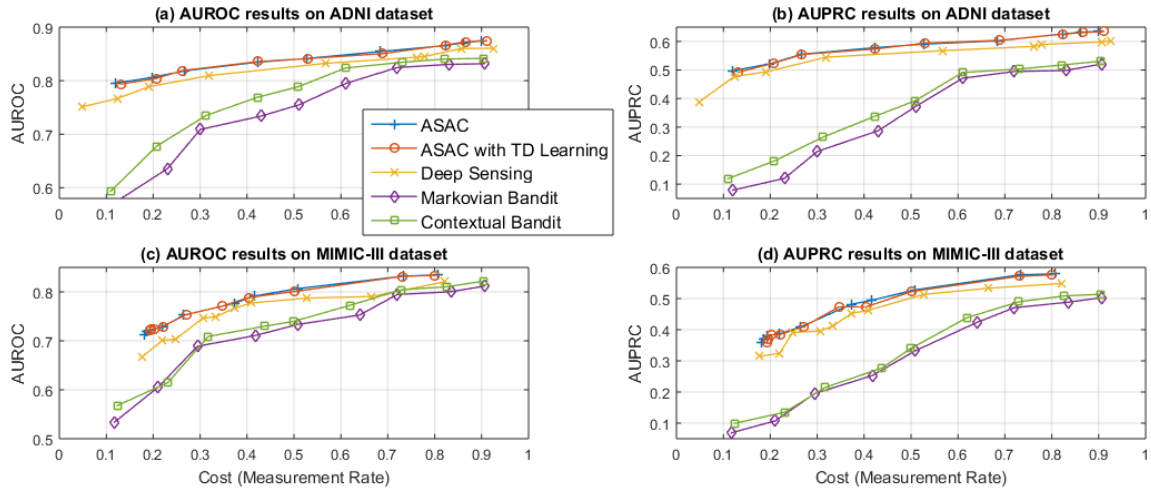 (a) AUROC results on ADNI dataset
0.9
0.8
0.7
0.6
AUROC
0 0.1 0.2 0.3 0.4 0.5 0.6
ASAC
ASAC with TD Learning
Deep Sensing
Markovian Bandit
Contextual Bandit
(b) AUPRC results on ADNI dataset
0.6
0.5
0.4
0.3
0.2
0.1
AUPRC
0 0.1 0.2 0.3 0.4 0.5 0.6 0.7 0.8 0.9 1
(c) AUROC results on MIMIC-III dataset
0.8
0.7
0.6
0.5
AUROC
0 0.1 0.2 0.3 0.4 0.5 0.6 0.7 0.8 0.9 1
Cost (Measurement Rate)
(d) AUPRC results on MIMIC-III dataset
0.6
0.5
0.4
0.3
0.2
0.1
AUPRC
0 0.1 0.2 0.3 0.4 0.5 0.6 0.7 0.8 0.9 1
Cost (Measurement Rate)